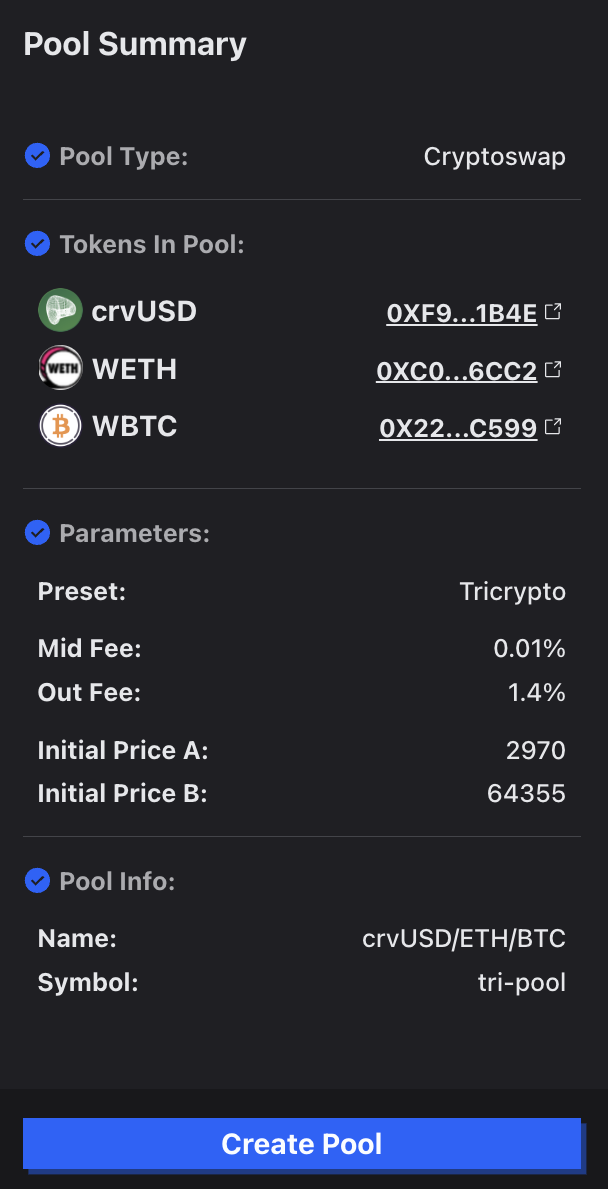 Pool Summary
Pool Type: Cryptoswap
Tokens In Pool:
crvUSD 0XF9...1B4E
WETH WETH 0XC0...6CC2
WBTC 0X22...C599
Parameters:
Preset: Tricrypto
Mid Fee: 0.01%
Out Fee: 1.4%
Initial Price A: 2970
Initial Price B: 64355
Pool Info:
Name: crvUSD/ETH/BTC
Symbol: tri-pool
Create Pool